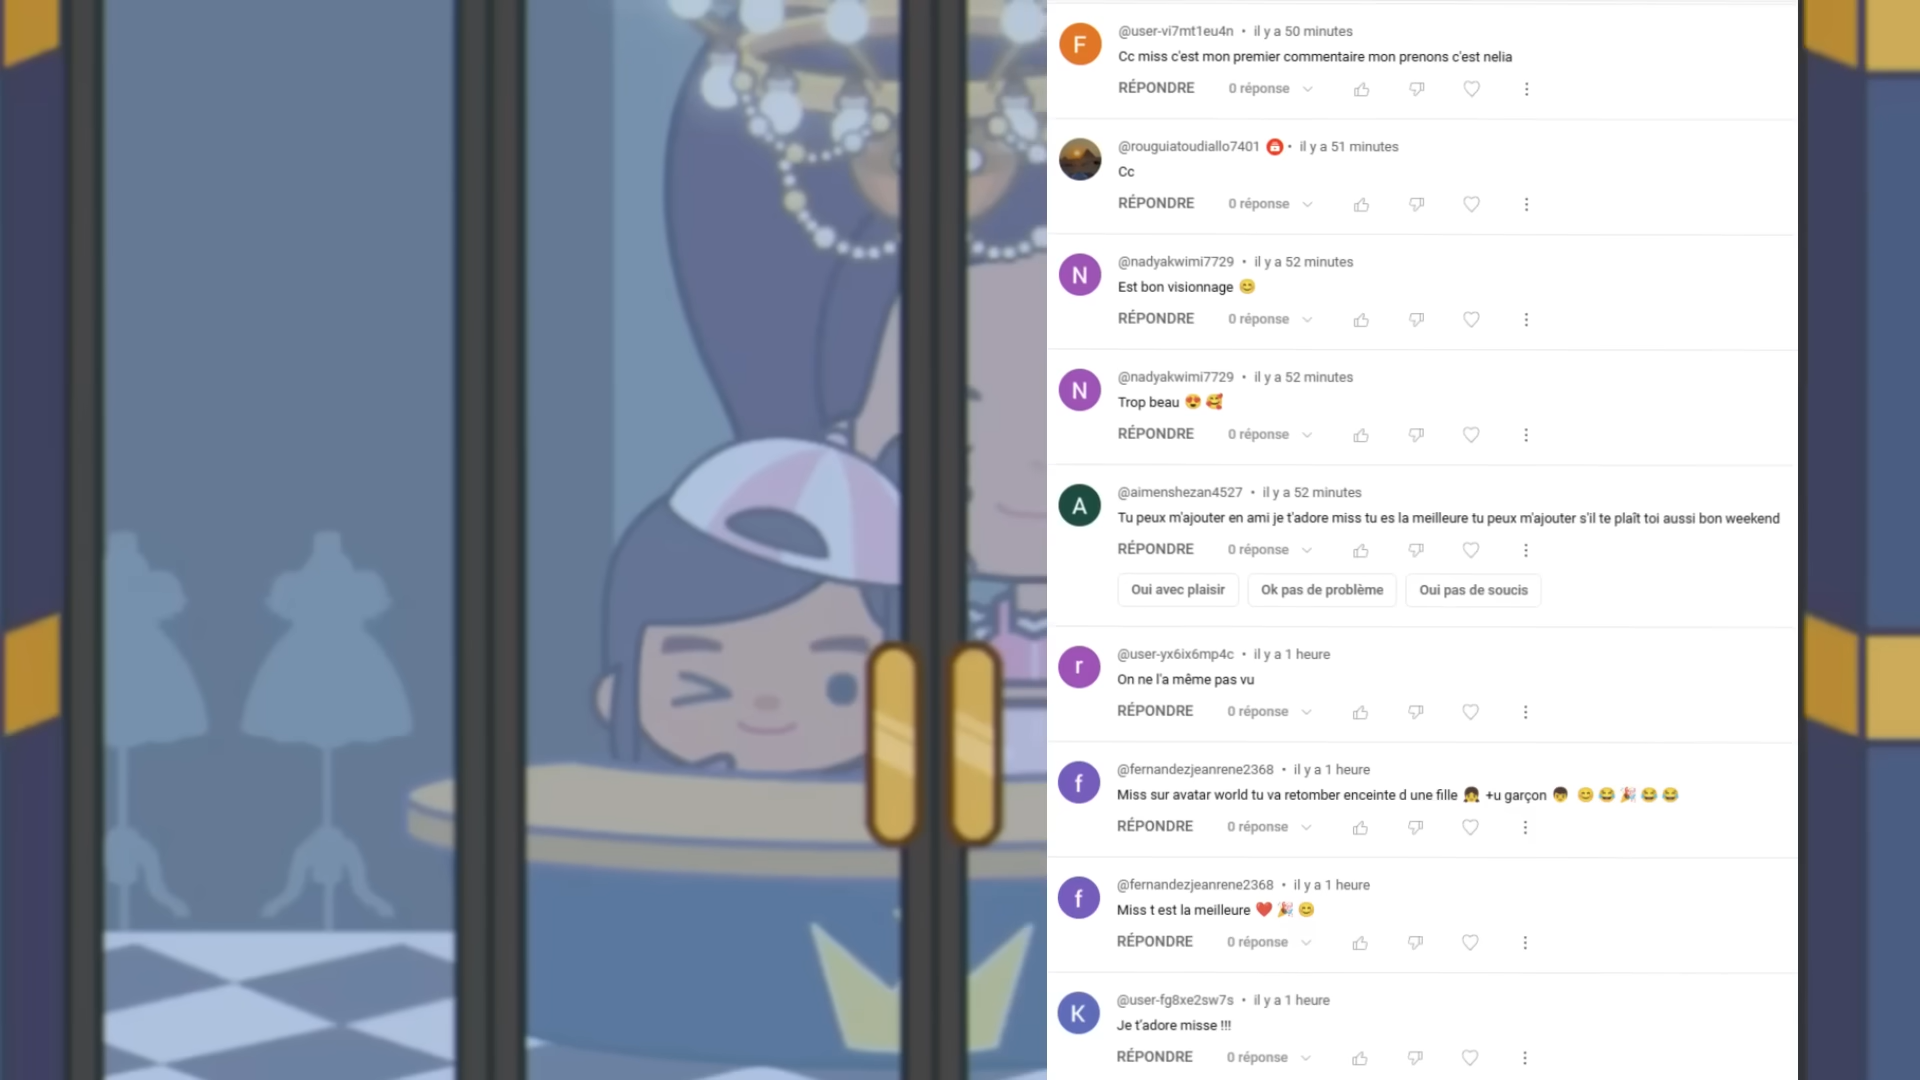 F
@user-vi7mt1eu4n • il y a 50 minutes
Cc miss c'est mon premier commentaire mon prenons c'est nelia
RÉPONDRE 0 réponse
@rouguiatoudiallo7401 • il y a 51 minutes
Cc
RÉPONDRE 0 réponse
N
@nadyakwimi7729 • il y a 52 minutes
Est bon visionnage 😊
RÉPONDRE 0 réponse
N
@nadyakwimi7729 • il y a 52 minutes
Trop beau 😍 🥰
RÉPONDRE 0 réponse
A
@aimenshezan4527 • il y a 52 minutes
Tu peux m'ajouter en ami je t'adore miss tu es la meilleure tu peux m'ajouter s'il te plaît toi aussi bon weekend
RÉPONDRE 0 réponse
Oui avec plaisir Ok pas de problème Oui pas de soucis
r
@user-yx6ix6mp4c • il y a 1 heure
On ne l'a même pas vu
RÉPONDRE 0 réponse
f
@fernandezjeanrene2368 • il y a 1 heure
Miss sur avatar world tu va retomber enceinte d une fille 👧 +u garçon 👦 😊 😂 🎉 😂 😂
RÉPONDRE 0 réponse
f
@fernandezjeanrene2368 • il y a 1 heure
Miss t est la meilleure ❤️ 🎉 😊
RÉPONDRE 0 réponse
K
@user-fg8xe2sw7s • il y a 1 heure
Je t'adore misse !!!
RÉPONDRE 0 réponse